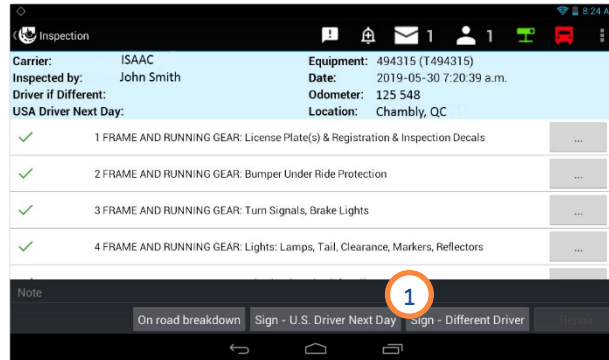 8:24 A
Inspection
1
1
Carrier: ISAAC Equipment: 494315 (T494315)
Inspected by: John Smith Date: 2019-05-30 7:20:39 a.m.
Driver if Different: Odometer: 125 548
USA Driver Next Day: Location: Chambly, QC
1 FRAME AND RUNNING GEAR: License Plate(s) & Registration & Inspection Decals ...
2 FRAME AND RUNNING GEAR: Bumper Under Ride Protection ...
3 FRAME AND RUNNING GEAR: Turn Signals, Brake Lights ...
4 FRAME AND RUNNING GEAR: Lights: Lamps, Tail, Clearance, Markers, Reflectors ...
Note
1
On road breakdown Sign - U.S. Driver Next Day Sign - Different Driver Repair